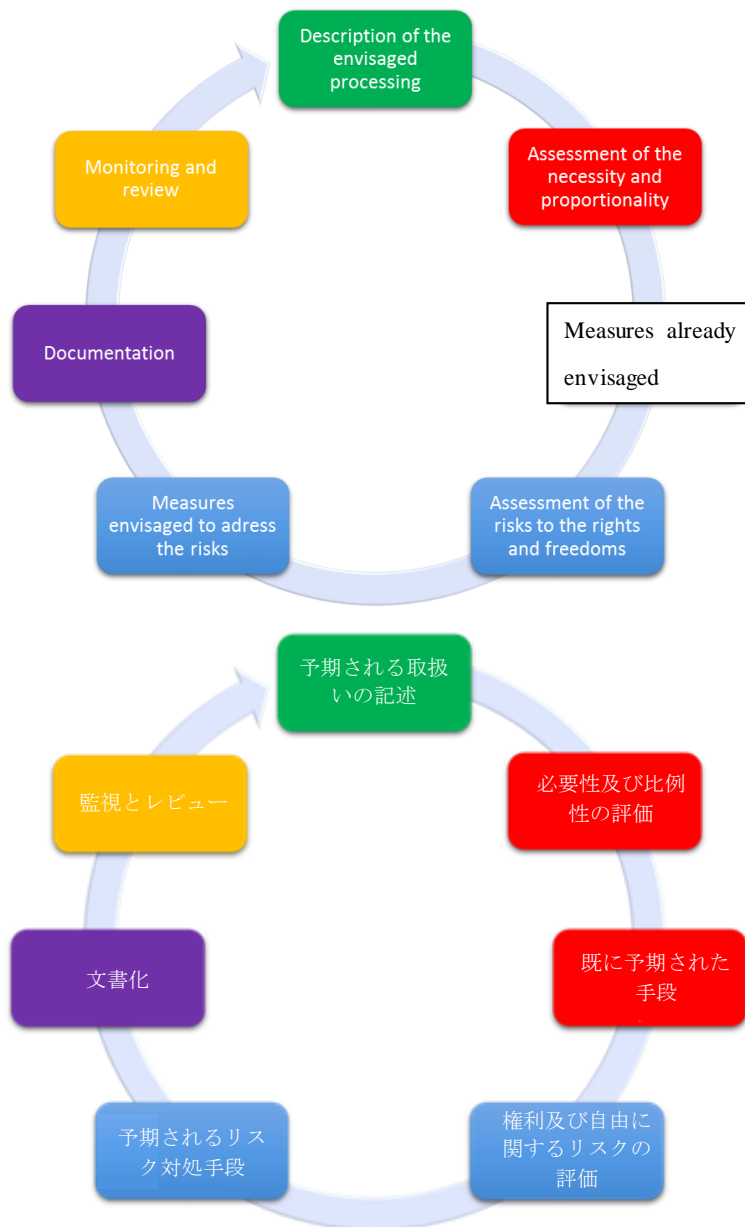 Description of the
envisaged
processing
Assessment of the
necessity and
proportionality
Measures already
envisaged
Assessment of the
risks to the rights
and freedoms
Measures
envisaged to adress
the risks
Documentation
Monitoring and
review
予期される取扱
いの記述
必要性及び比例
性の評価
既に予期された
手段
権利及び自由に
関するリスクの
評価
予期されるリス
ク対処手段
文書化
監視とレビュー